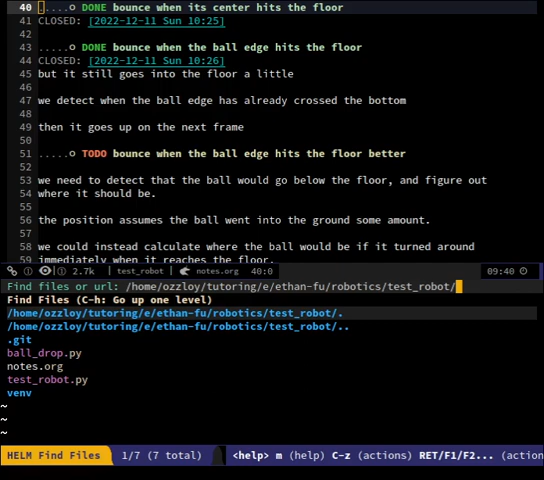 40 .....o DONE bounce when its center hits the floor
41 CLOSED: [2022-12-11 Sun 10:25]
42
43 .....o DONE bounce when the ball edge hits the floor
44 CLOSED: [2022-12-11 Sun 10:26]
45 but it still goes into the floor a little
46
47 we detect when the ball edge has already crossed the bottom
48
49 then it goes up on the next frame
50
51 .....o TODO bounce when the ball edge hits the floor better
52
53 we need to detect that the ball would go below the floor, and figure out
54 where it should be.
55
56 the position assumes the ball went into the ground some amount.
57
58 we could instead calculate where the ball would be if it turned around
59 immediately when it reaches the floor.
2.7k | test_robot | notes.org 40:0 09:40
Find files or url: /home/ozzloy/tutoring/e/ethan-fu/robotics/test_robot/
Find Files (C-h: Go up one level)
/home/ozzloy/tutoring/e/ethan-fu/robotics/test_robot/.
/home/ozzloy/tutoring/e/ethan-fu/robotics/test_robot/..
.git
ball_drop.py
notes.org
test_robot.py
venv
~
~
~
HELM Find Files 1/7 (7 total) <help> m (help) C-z (actions) RET/F1/F2... (action